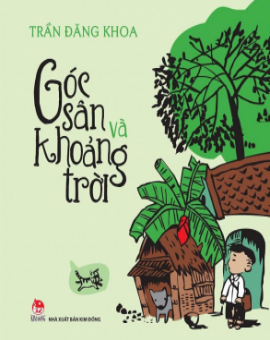 TRẦN ĐĂNG KHOA
Góc
sân và
khoảng
trời
NHÀ XUẤT BẢN KIM ĐỒNG